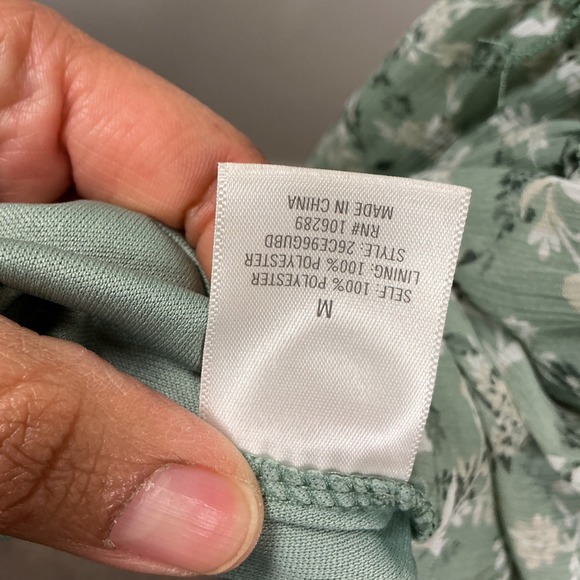 M
SELF: 100% POLYESTER
LINING: 100% POLYESTER
STYLE: 26CE96GUBD
RN# 106289
MADE IN CHINA